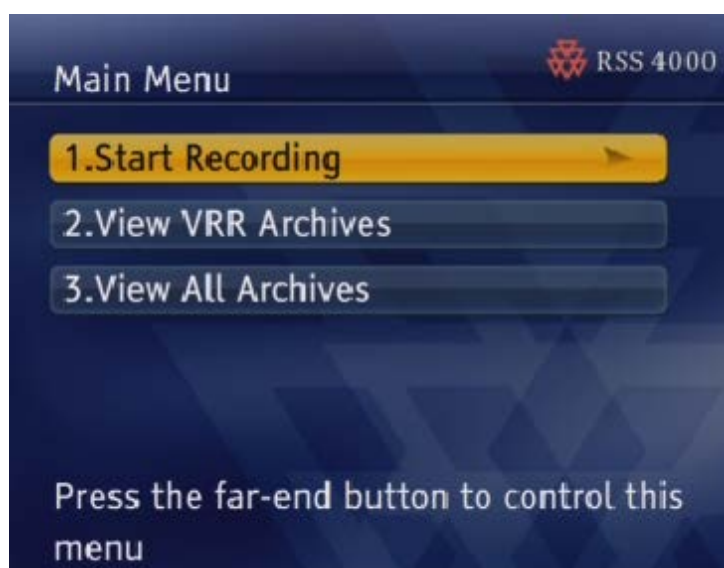 Main Menu
RSS 4000
1.Start Recording
2.View VRR Archives
3.View All Archives
Press the far-end button to control this
menu